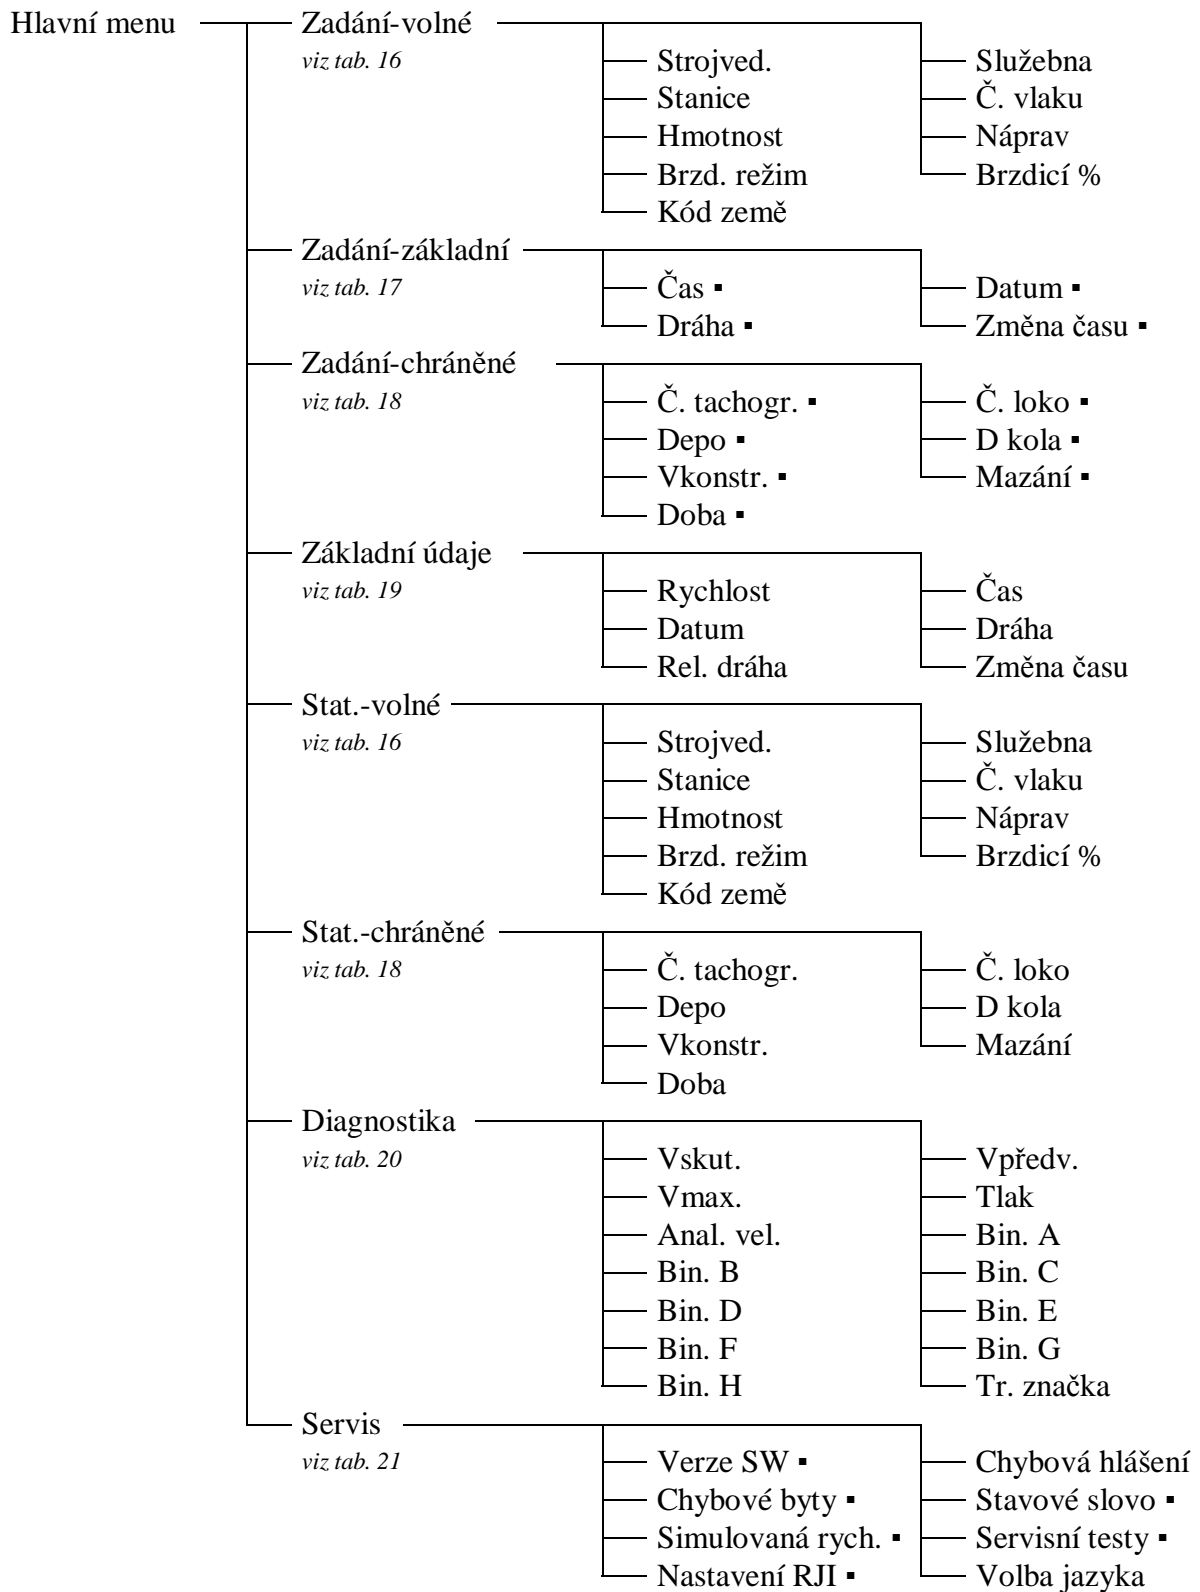 Hlavní menu Zadání-volné
viz tab. 16
Strojved. Služebna
Stanice Č. vlaku
Hmotnost Náprav
Brzd. režim Brzdicí %
Kód země
Zadání-základní
viz tab. 17
Čas ▪ Datum ▪
Dráha ▪ Změna času ▪
Zadání-chráněné
viz tab. 18
Č. tachogr. ▪ Č. loko ▪
Depo ▪ D kola ▪
Vkonstr. ▪ Mazání ▪
Doba ▪
Základní údaje
viz tab. 19
Rychlost Čas
Datum Dráha
Rel. dráha Změna času
Stat.-volné
viz tab. 16
Strojved. Služebna
Stanice Č. vlaku
Hmotnost Náprav
Brzd. režim Brzdicí %
Kód země
Stat.-chráněné
viz tab. 18
Č. tachogr. Č. loko
Depo D kola
Vkonstr. Mazání
Doba
Diagnostika
viz tab. 20
Vskut. Vpředv.
Vmax. Tlak
Anal. vel. Bin. A
Bin. B Bin. C
Bin. D Bin. E
Bin. F Bin. G
Bin. H Tr. značka
Servis
viz tab. 21
Verze SW ▪ Chybová hlášení
Chybové byty ▪ Stavové slovo ▪
Simulovaná rych. ▪ Servisní testy ▪
Nastavení RJI ▪ Volba jazyka